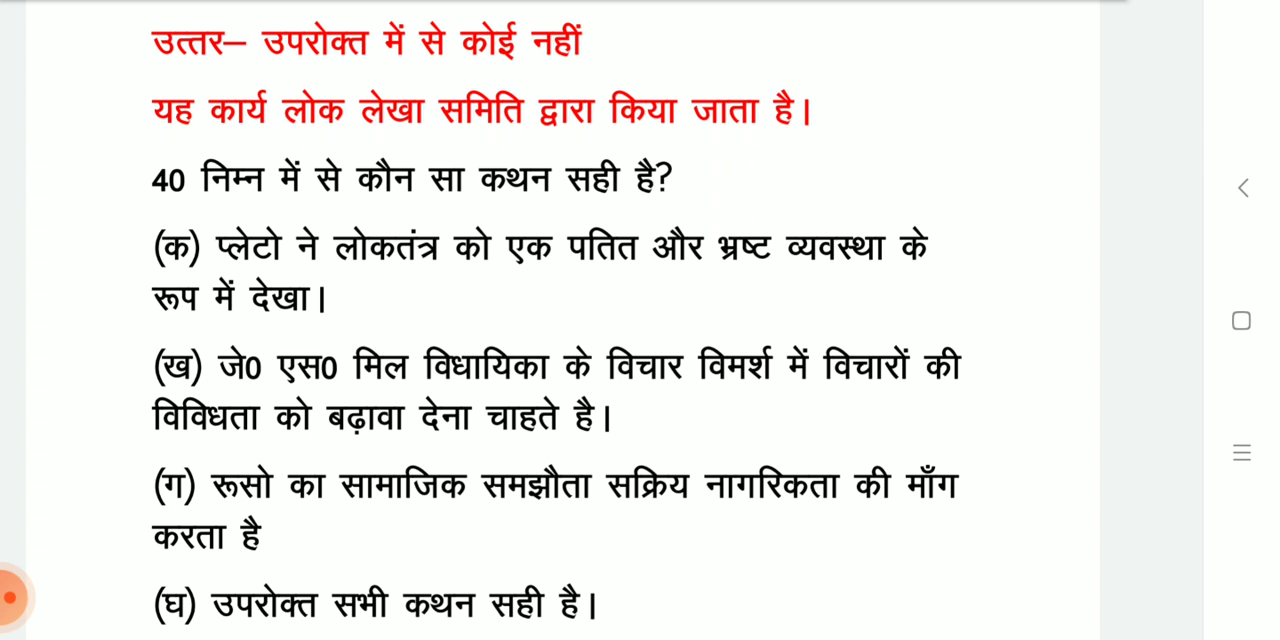 उत्तर– उपरोक्त में से कोई नहीं
यह कार्य लोक लेखा समिति द्वारा किया जाता है।
40 निम्न में से कौन सा कथन सही है?
(क) प्लेटो ने लोकतंत्र को एक पतित और भ्रष्ट व्यवस्था के
रूप में देखा।
(ख) जे0 एस0 मिल विधायिका के विचार विमर्श में विचारों की
विविधता को बढ़ावा देना चाहते है।
(ग) रूसो का सामाजिक समझौता सक्रिय नागरिकता की माँग
करता है
(घ) उपरोक्त सभी कथन सही है।